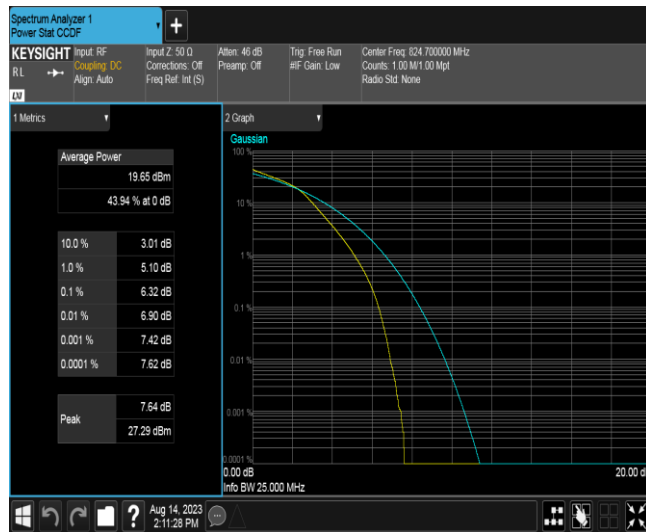 Spectrum Analyzer 1
Power Stat CCDF
+
KEYSIGHT
RL
LXI
Input: RF
Coupling: DC
Align: Auto
Input Z: 50 Ω
Corrections: Off
Freq Ref: Int (S)
Atten: 46 dB
Preamp: Off
Trig: Free Run
#IF Gain: Low
Center Freq: 824.700000 MHz
Counts: 1.00 M/1.00 Mpt
Radio Std: None
1 Metrics
Average Power
19.65 dBm
43.94 % at 0 dB
10.0 % 3.01 dB
1.0 % 5.10 dB
0.1 % 6.32 dB
0.01 % 6.90 dB
0.001 % 7.42 dB
0.0001 % 7.62 dB
Peak
7.64 dB
27.29 dBm
2 Graph
Gaussian
100 %
10 %
1 %
0.1 %
0.01 %
0.001 %
0.0001 %
0.00 dB
20.00 d
Info BW 25.000 MHz
?
Aug 14, 2023
2:11:28 PM